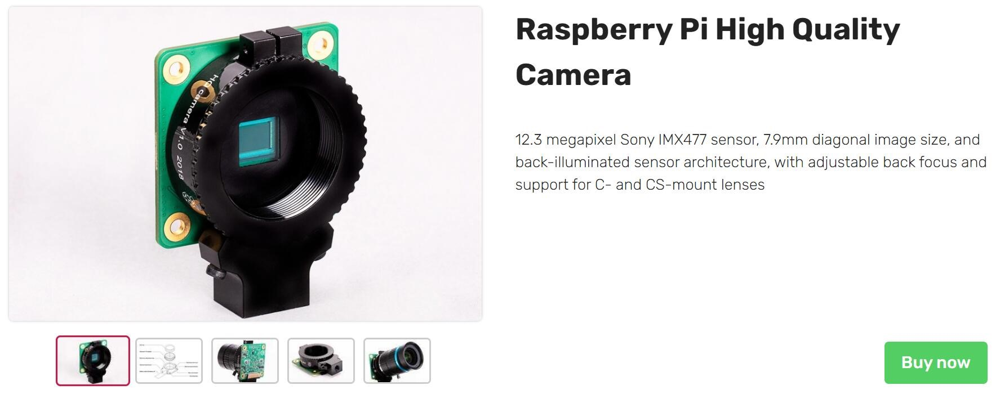 Raspberry Pi High Quality
Camera
12.3 megapixel Sony IMX477 sensor, 7.9mm diagonal image size, and
back-illuminated sensor architecture, with adjustable back focus and
support for C- and CS-mount lenses
HQ camera V1.0 2018
Buy now